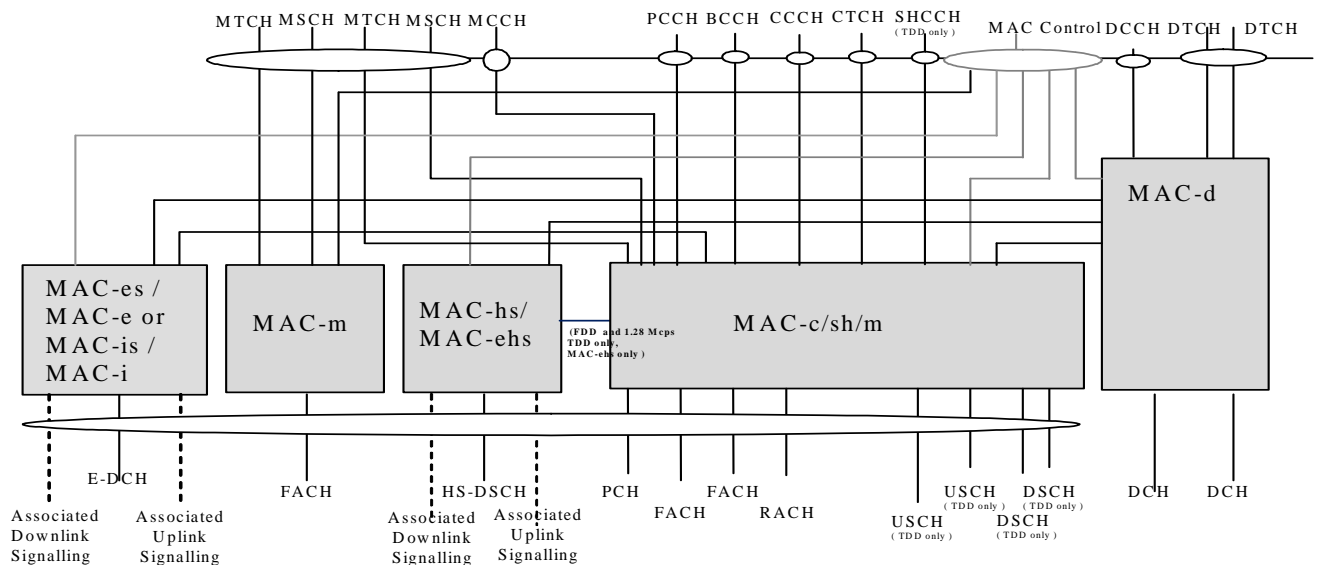 MTCH MSCH MTCH MSCH MCCH PCCH BCCH CCCH CTCH SHCCH MAC Control DCCH DTCH DTCH
( TDD only )
MAC-d
MAC-es /
MAC-e or
MAC-is /
MAC-i
MAC-m
MAC-hs/
MAC-ehs
(FDD and 1.28 Mcps
TDD only,
MAC-ehs only )
MAC-c/sh/m
E-DCH
FACH
HS-DSCH
PCH
FACH
FACH
RACH
USCH
( TDD only )
USCH
( TDD only )
DSCH
( TDD only )
DSCH
( TDD only )
DCH
DCH
Associated
Downlink
Signalling
Associated
Uplink
Signalling
Associated
Downlink
Signalling
Associated
Uplink
Signalling